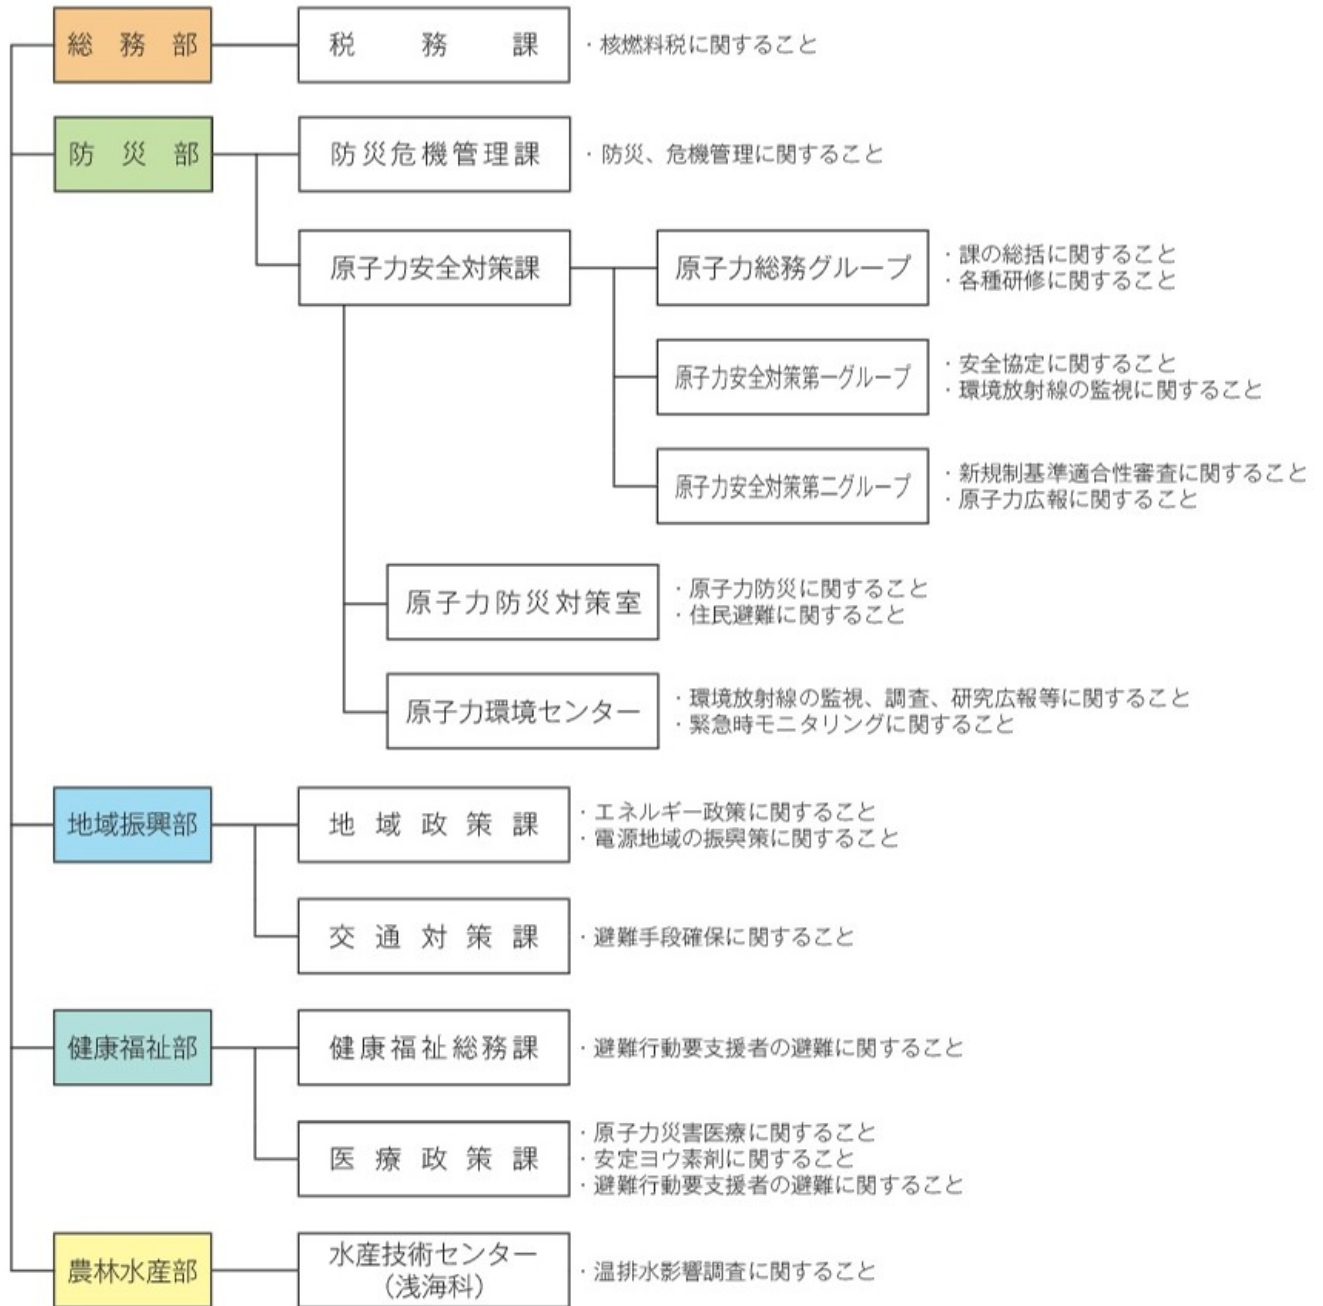 総務部
税務課
・核燃料税に関すること
防災部
防災危機管理課
・防災、危機管理に関すること
原子力安全対策課
原子力総務グループ
・課の総括に関すること
・各種研修に関すること
原子力安全対策第一グループ
・安全協定に関すること
・環境放射線の監視に関すること
原子力安全対策第二グループ
・新規制基準適合性審査に関すること
・原子力広報に関すること
原子力防災対策室
・原子力防災に関すること
・住民避難に関すること
原子力環境センター
・環境放射線の監視、調査、研究広報等に関すること
・緊急時モニタリングに関すること
地域振興部
地域政策課
・エネルギー政策に関すること
・電源地域の振興策に関すること
交通対策課
・避難手段確保に関すること
健康福祉部
健康福祉総務課
・避難行動要支援者の避難に関すること
医療政策課
・原子力災害医療に関すること
・安定ヨウ素剤に関すること
・避難行動要支援者の避難に関すること
農林水産部
水産技術センター
(浅海科)
・温排水影響調査に関すること